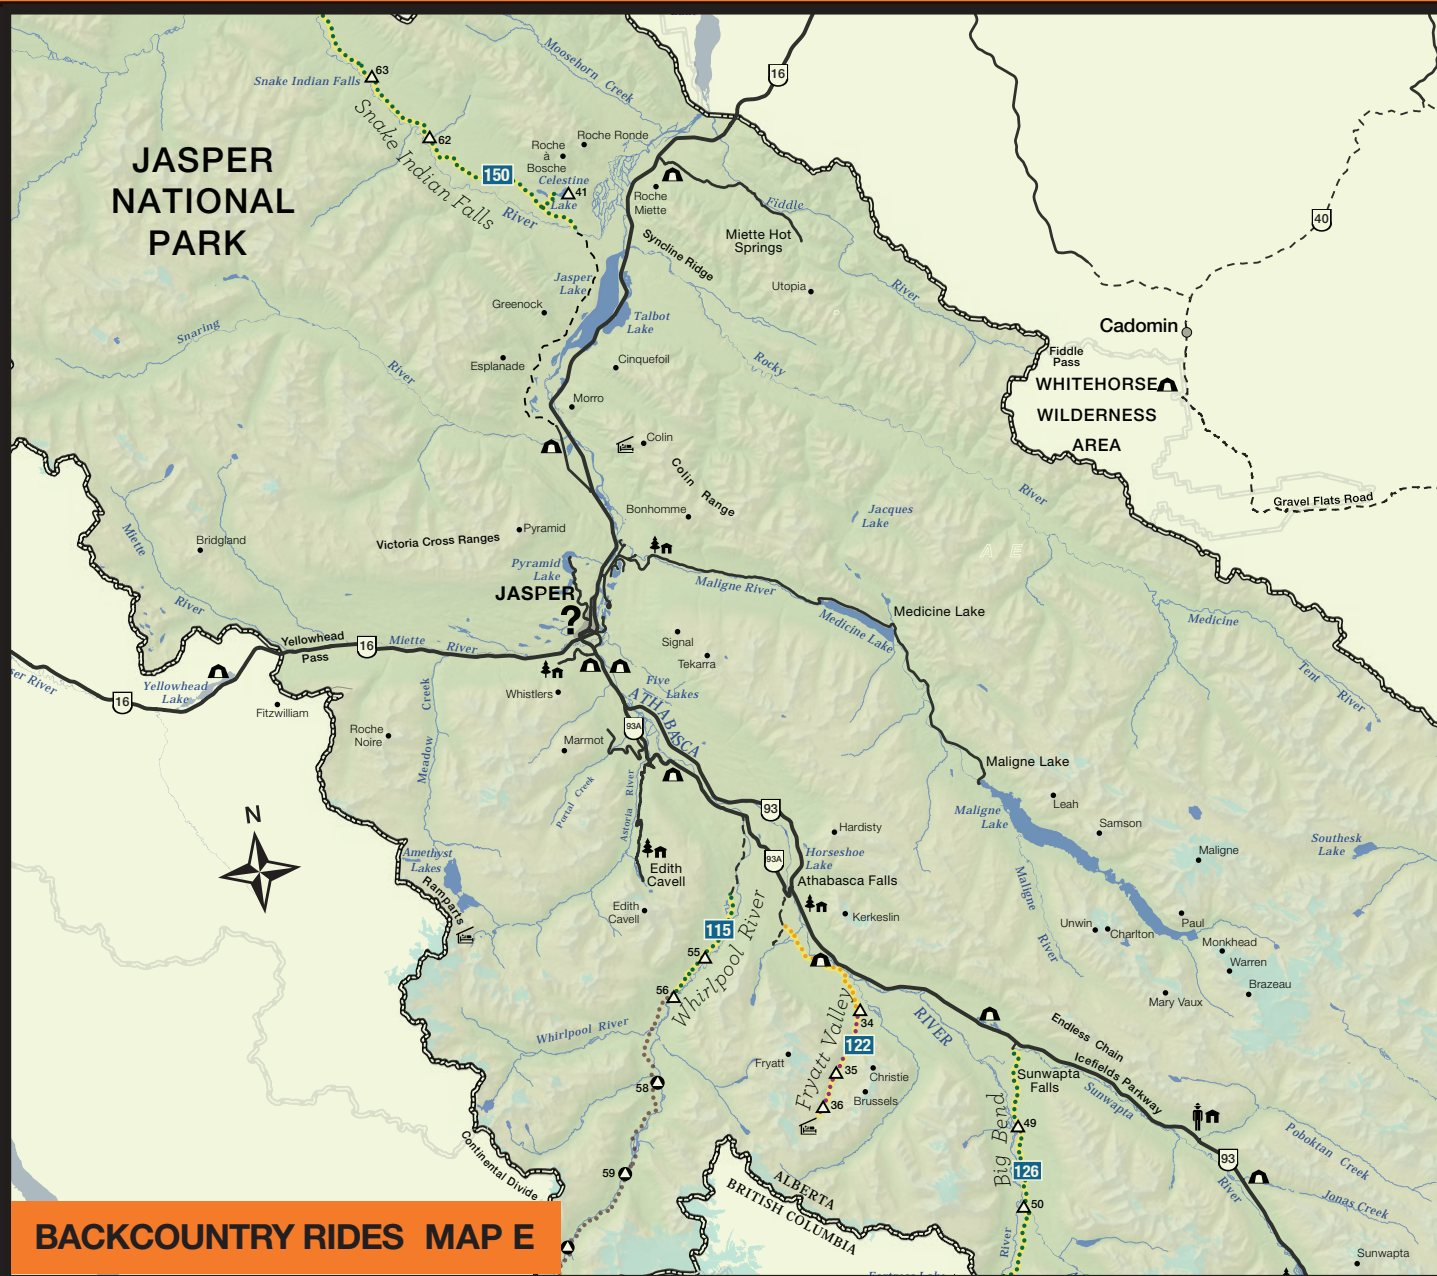 Moosehorn
Creek
16
63
Snake Indian Falls
62
Snake Indian Falls
Roche Ronde
Roche
à
Bosche
150
Celestine
Lake
41
River
JASPER
NATIONAL
PARK
Roche
Miette
Fiddle
River
Miette Hot
Springs
Syncline Ridge
40
Jasper
Lake
Utopia
Greenock
Talbot
Lake
Snaring
River
Cadomin
Fiddle
Pass
Esplanade
Cinquefoil
Rocky
River
WHITEHORSE
WILDERNESS
AREA
Morro
Colin
Colin Range
Gravel Flats Road
Bonhomme
Jacques
Lake
Miette
River
Bridgland
Victoria Cross Ranges
Pyramid
A E
Pyramid
Lake
JASPER
?
Maligne River
Medicine Lake
Medicine Lake
Medicine
Tent
River
Yellowhead
Pass
16
Miette
River
Signal
Tekarra
16
Yellowhead
Lake
ser River
Fitzwilliam
Whistlers
Five
Lakes
ATHABASCA
93A
Roche
Noire
Meadow
Creek
Marmot
Portal Creek
Astoria River
Maligne Lake
Maligne
Lake
Leah
Samson
Maligne
Southesk
Lake
N
93
Hardisty
93A
Horseshoe
Lake
Amethyst
Lakes
Ramparts
Edith
Cavell
Athabasca Falls
Edith
Cavell
Kerkeslin
Maligne
River
Unwin
Charlton
Paul
Monkhead
Warren
Brazeau
Mary Vaux
115
55
56
Whirlpool River
Whirlpool River
RIVER
Endless Chain
Icefields Parkway
34
122
Fryatt Valley
Fryatt
35
Christie
36
Brussels
58
Sunwapta
Falls
Sunwapta
River
Big Bend
49
126
50
River
Poboktan Creek
93
Jonas Creek
Continental Divide
59
ALBERTA
BRITISH COLUMBIA
Sunwapta
BACKCOUNTRY RIDES MAP E